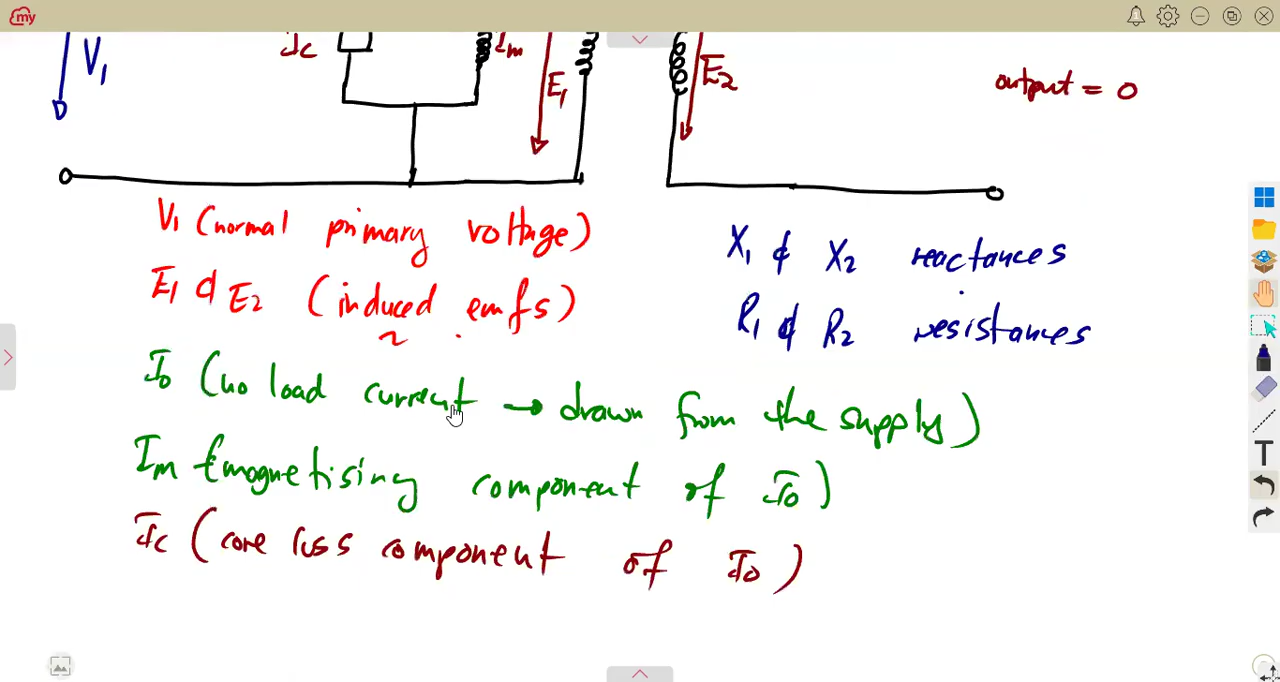 my
Ic
Im
V1
E1
E2
output = 0
V1 (normal primary voltage)
E1 & E2 (induced emfs)
X1 & X2 reactances
R1 & R2 resistances
Io (no load current → drawn from the supply)
Im (magnetising component of Io)
Ic (core loss component of Io)
T